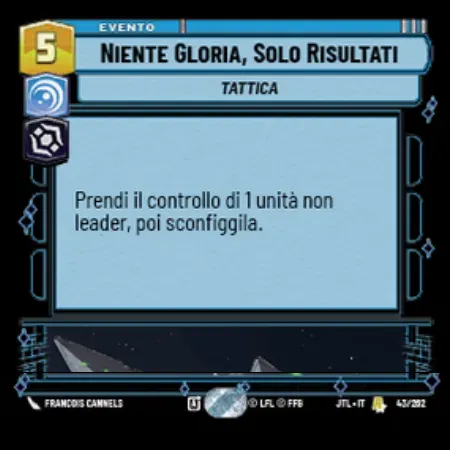 5
EVENTO
NIENTE GLORIA, SOLO RISULTATI
TATTICA
Prendi il controllo di 1 unità non
leader, poi sconfiggila.
FRANCOIS CANNELS
© LFL © FFG
JTL • IT
43/262